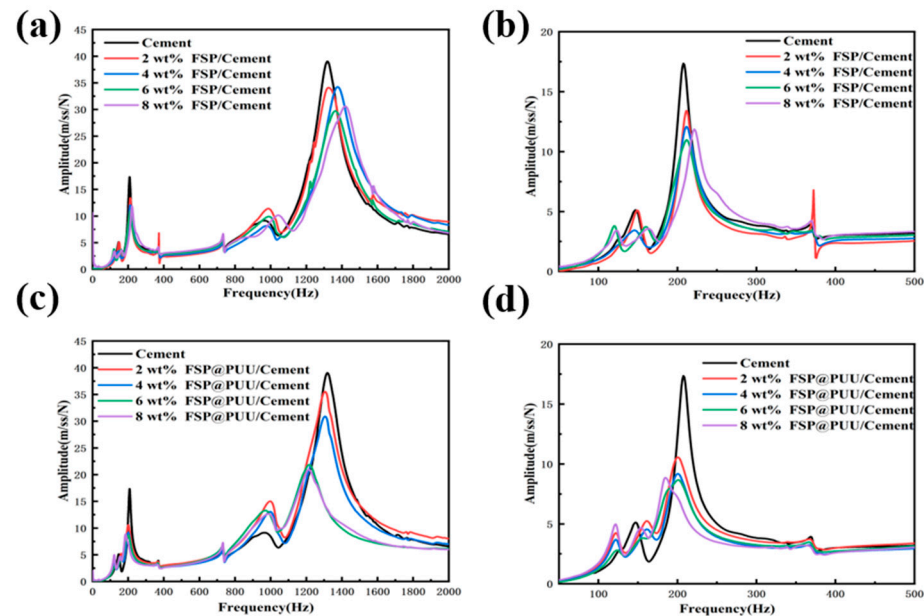 (a)
Amplitude(m/ss/N)
45
40
35
30
25
20
15
10
5
0
Cement
2 wt% FSP/Cement
4 wt% FSP/Cement
6 wt% FSP/Cement
8 wt% FSP/Cement
0 200 400 600 800 1000 1200 1400 1600 1800 2000
Frequency(Hz)
(b)
Amplitude(m/ss/N)
20
15
10
5
0
Cement
2 wt% FSP/Cement
4 wt% FSP/Cement
6 wt% FSP/Cement
8 wt% FSP/Cement
100 200 300 400 500
Frequecy(Hz)
(c)
Amplitude(m/ss/N)
45
40
35
30
25
20
15
10
5
0
Cement
2 wt% FSP@PUU/Cement
4 wt% FSP@PUU/Cement
6 wt% FSP@PUU/Cement
8 wt% FSP@PUU/Cement
0 200 400 600 800 1000 1200 1400 1600 1800 2000
Frequency(Hz)
(d)
Amplitude(m/ss/N)
20
15
10
5
0
Cement
2 wt% FSP@PUU/Cement
4 wt% FSP@PUU/Cement
6 wt% FSP@PUU/Cement
8 wt% FSP@PUU/Cement
100 200 300 400 500
Frequency(Hz)